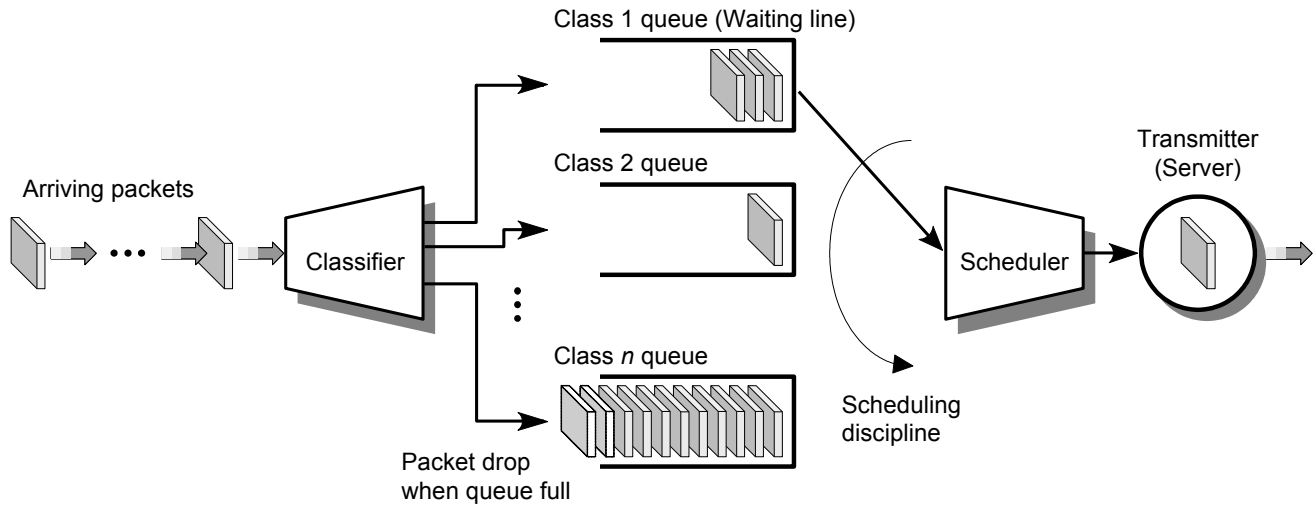 Class 1 queue (Waiting line)
Class 2 queue
Transmitter
(Server)
Arriving packets
Classifier
Scheduler
Class n queue
Scheduling
discipline
Packet drop
when queue full